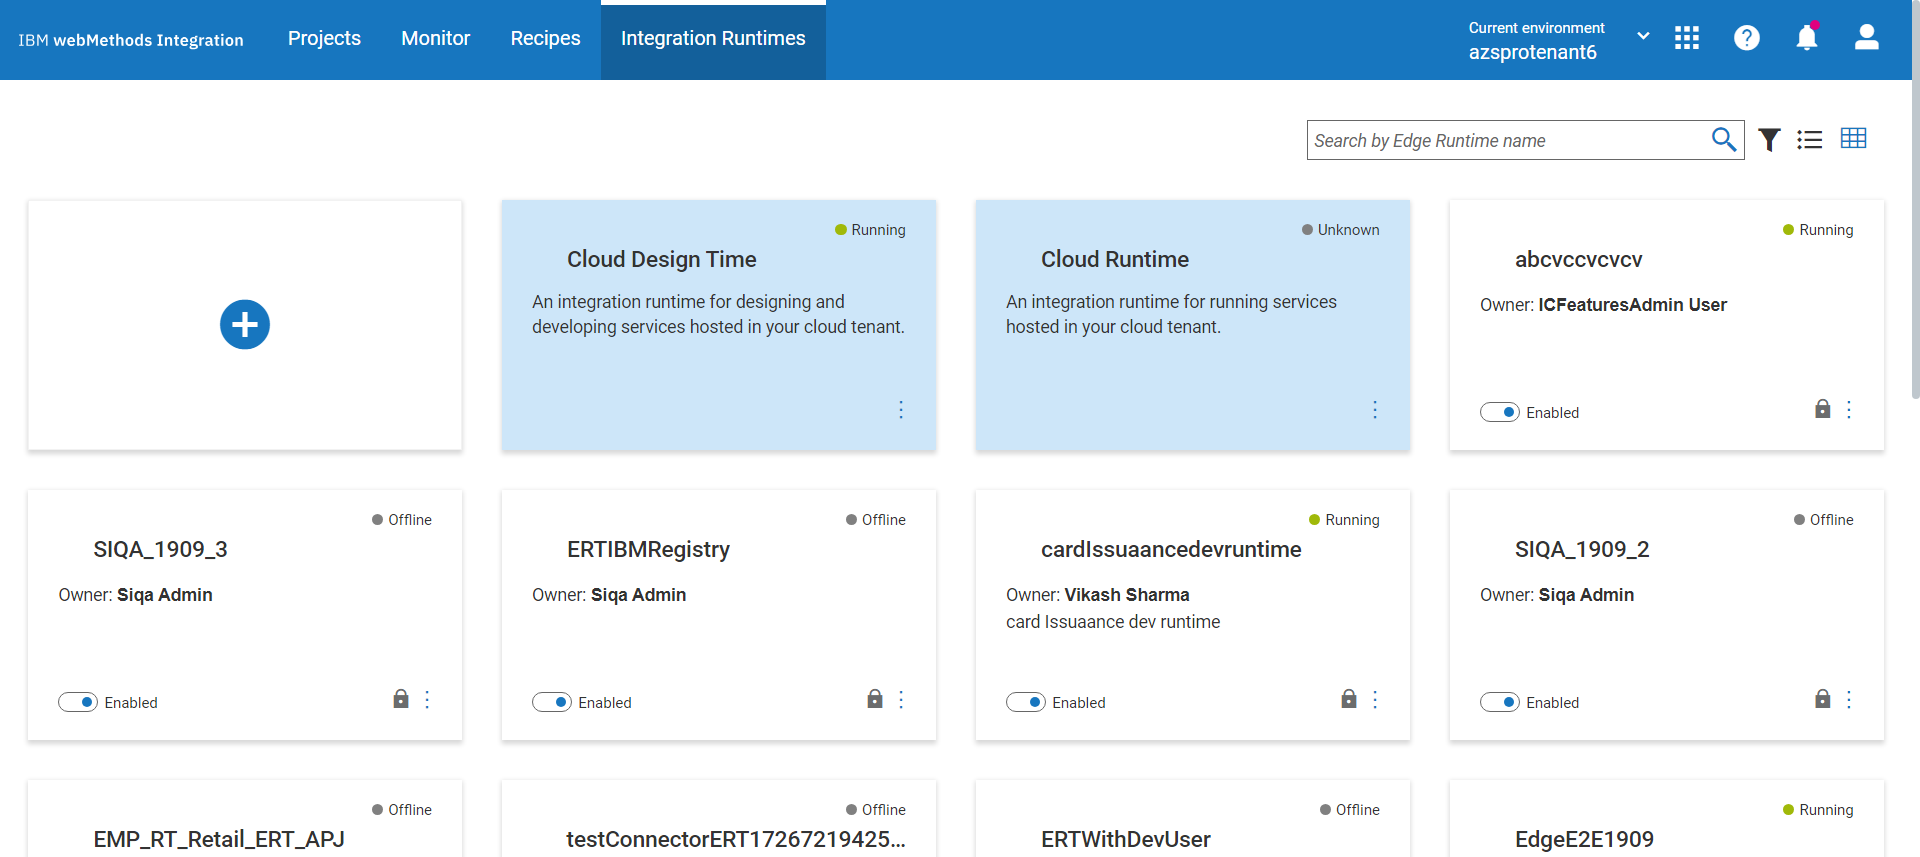 IBM webMethods Integration
Projects
Monitor
Recipes
Integration Runtimes
Current environment
azsprotenant6
Search by Edge Runtime name
Running
Cloud Design Time
An integration runtime for designing and
developing services hosted in your cloud tenant.
Unknown
Cloud Runtime
An integration runtime for running services
hosted in your cloud tenant.
Running
abcvccvcvcv
Owner: ICFeaturesAdmin User
Enabled
Offline
SIQA_1909_3
Owner: Siqa Admin
Enabled
Offline
ERTIBMRegistry
Owner: Siqa Admin
Enabled
Running
cardIssuaancedevruntime
Owner: Vikash Sharma
card Issuaance dev runtime
Enabled
Offline
SIQA_1909_2
Owner: Siqa Admin
Enabled
Offline
EMP_RT_Retail_ERT_APJ
Offline
testConnectorERT17267219425...
Offline
ERTWithDevUser
Running
EdgeE2E1909